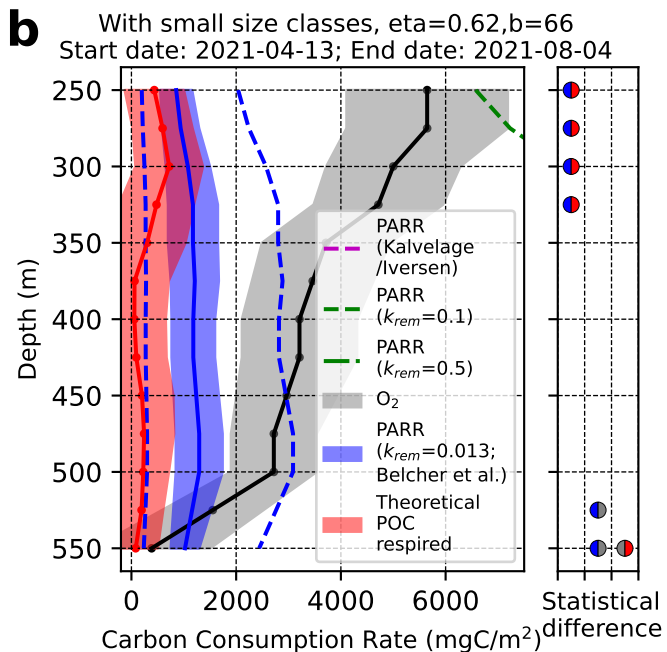 b
With small size classes, eta=0.62,b=66
Start date: 2021-04-13; End date: 2021-08-04
Depth (m)
250
300
350
400
450
500
550
0
2000
4000
6000
Carbon Consumption Rate (mgC/m²)
PARR
(Kalvelage
/Iversen)
PARR
(k_rem=0.1)
PARR
(k_rem=0.5)
O₂
PARR
(k_rem=0.013;
Belcher et al.)
Theoretical
POC
respired
Statistical
difference